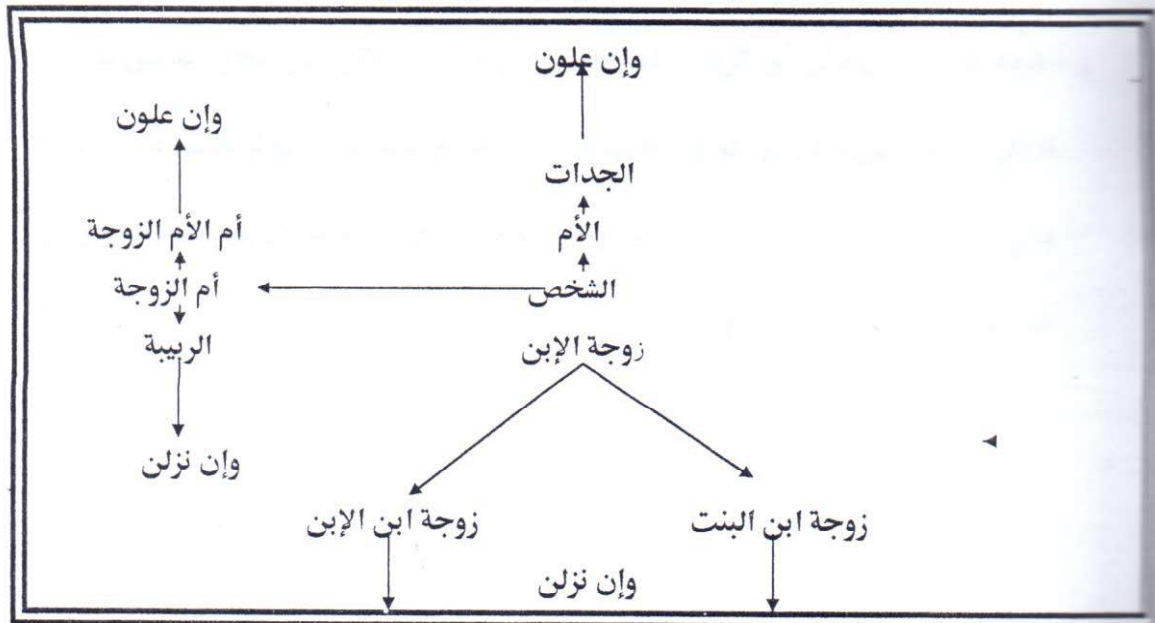 وإن علون
وإن علون
الجدات
الأم
أم الأم الزوجة
الشخص
أم الزوجة
زوجة الإبن
الربيبة
وإن نزلن
زوجة ابن البنت
زوجة ابن الإبن
وإن نزلن